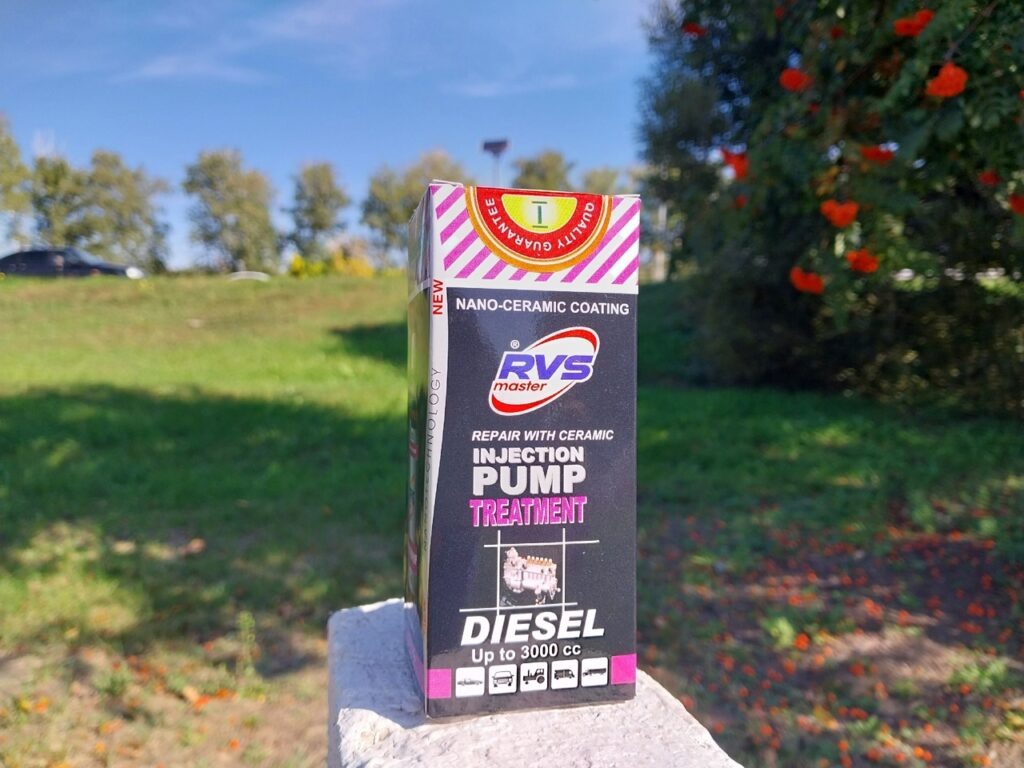 QUALITY GUARANTEE
NEW
NANO-CERAMIC COATING
®
RVS
master
REPAIR WITH CERAMIC
INJECTION
PUMP
TREATMENT
DIESEL
Up to 3000 cc